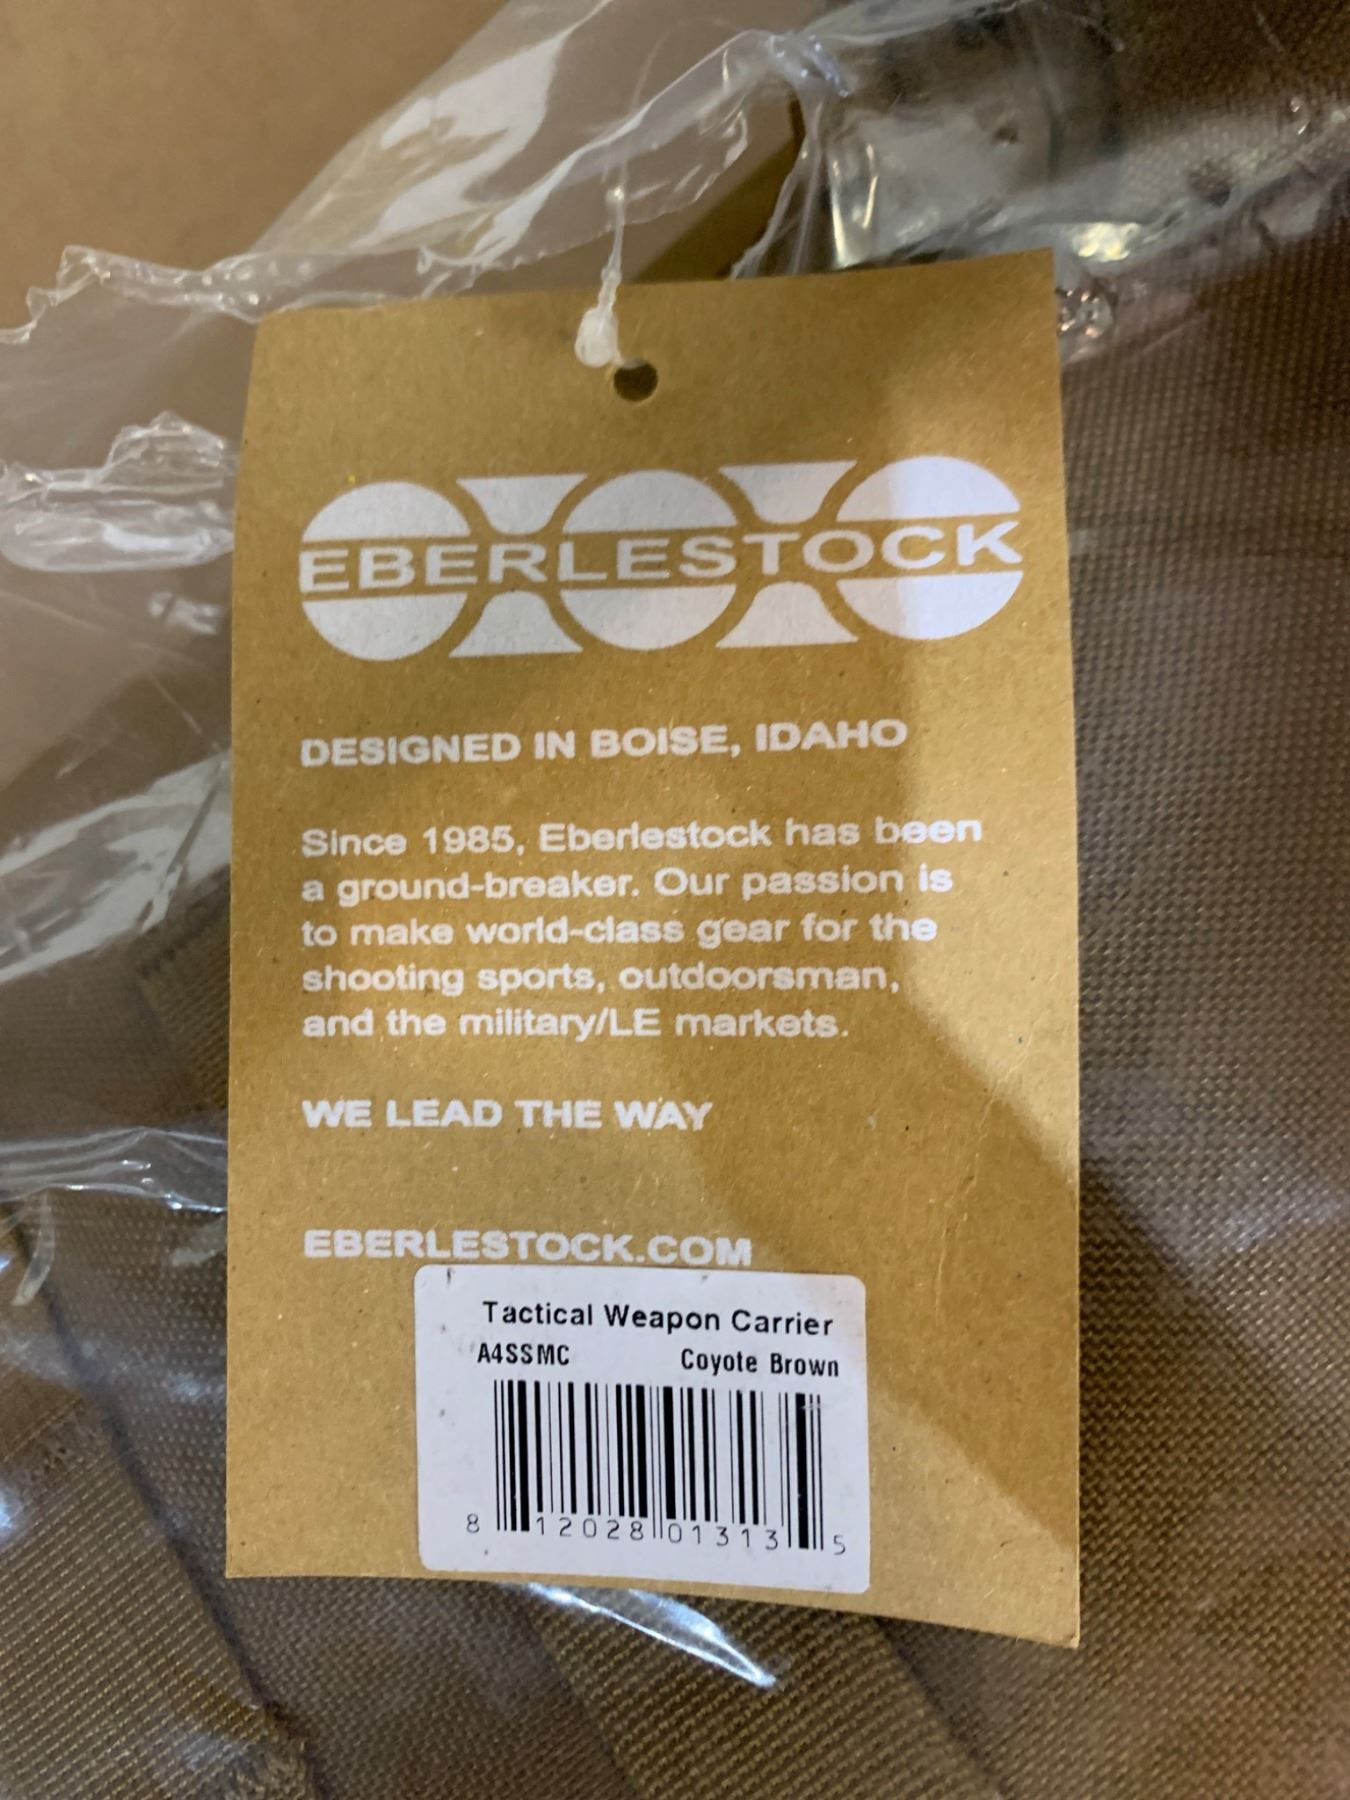 EBERLESTOCK
DESIGNED IN BOISE, IDAHO
Since 1985, Eberlestock has been
a ground-breaker. Our passion is
to make world-class gear for the
shooting sports, outdoorsman,
and the military/LE markets.
WE LEAD THE WAY
EBERLESTOCK.COM
Tactical Weapon Carrier
A4SSMC Coyote Brown
8 12028 01313 5